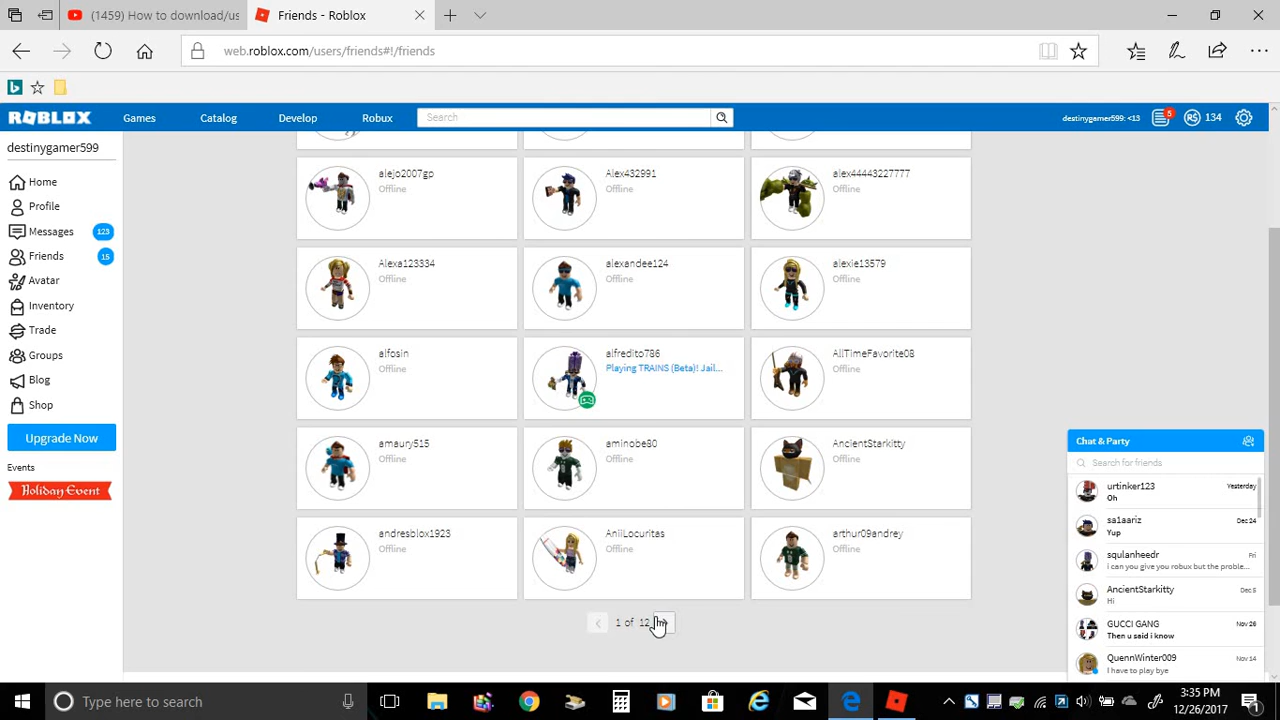 (1459) How to download/us
Friends - Roblox
web.roblox.com/users/friends#!/friends
ROBLOX
Games
Catalog
Develop
Robux
Search
destinygamer599: <13
5
134
destinygamer599
Home
Profile
Messages
123
Friends
15
Avatar
Inventory
Trade
Groups
Blog
Shop
Upgrade Now
Events
Holiday Event
alejo2007gp
Offline
Alex432991
Offline
alex44443227777
Offline
Alexa123334
Offline
alexandee124
Offline
alexie13579
Offline
alfosin
Offline
alfredito786
Playing TRAINS (Beta)! Jail...
AllTimeFavorite08
Offline
amaury515
Offline
aminobe80
Offline
AncientStarkitty
Offline
andresblox1923
Offline
AniiLocuritas
Offline
arthur09andrey
Offline
1 of 12
Chat & Party
Search for friends
urtinker123 Yesterday
Oh
sa1aariz Dec 24
Yup
squlanheedr Fri
i can you give you robux but the proble...
AncientStarkitty Dec 5
Hi
GUCCI GANG Nov 26
Then u said i know
QuennWinter009 Nov 14
I have to play bye
Type here to search
3:35 PM
12/26/2017
1